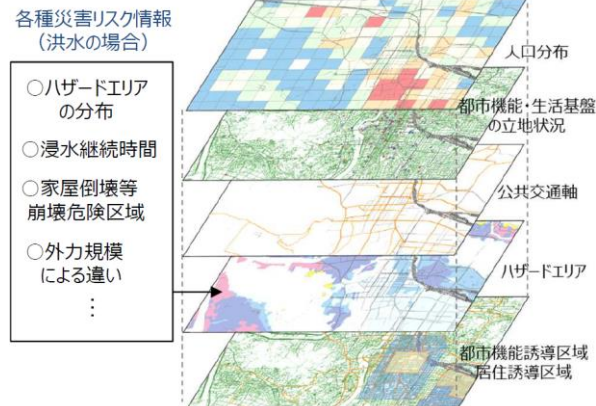 各種災害リスク情報
（洪水の場合）
○ハザードエリア
の分布
○浸水継続時間
○家屋倒壊等
崩壊危険区域
○外力規模
による違い
⋮
人口分布
都市機能・生活基盤
の立地状況
公共交通軸
ハザードエリア
都市機能誘導区域
居住誘導区域